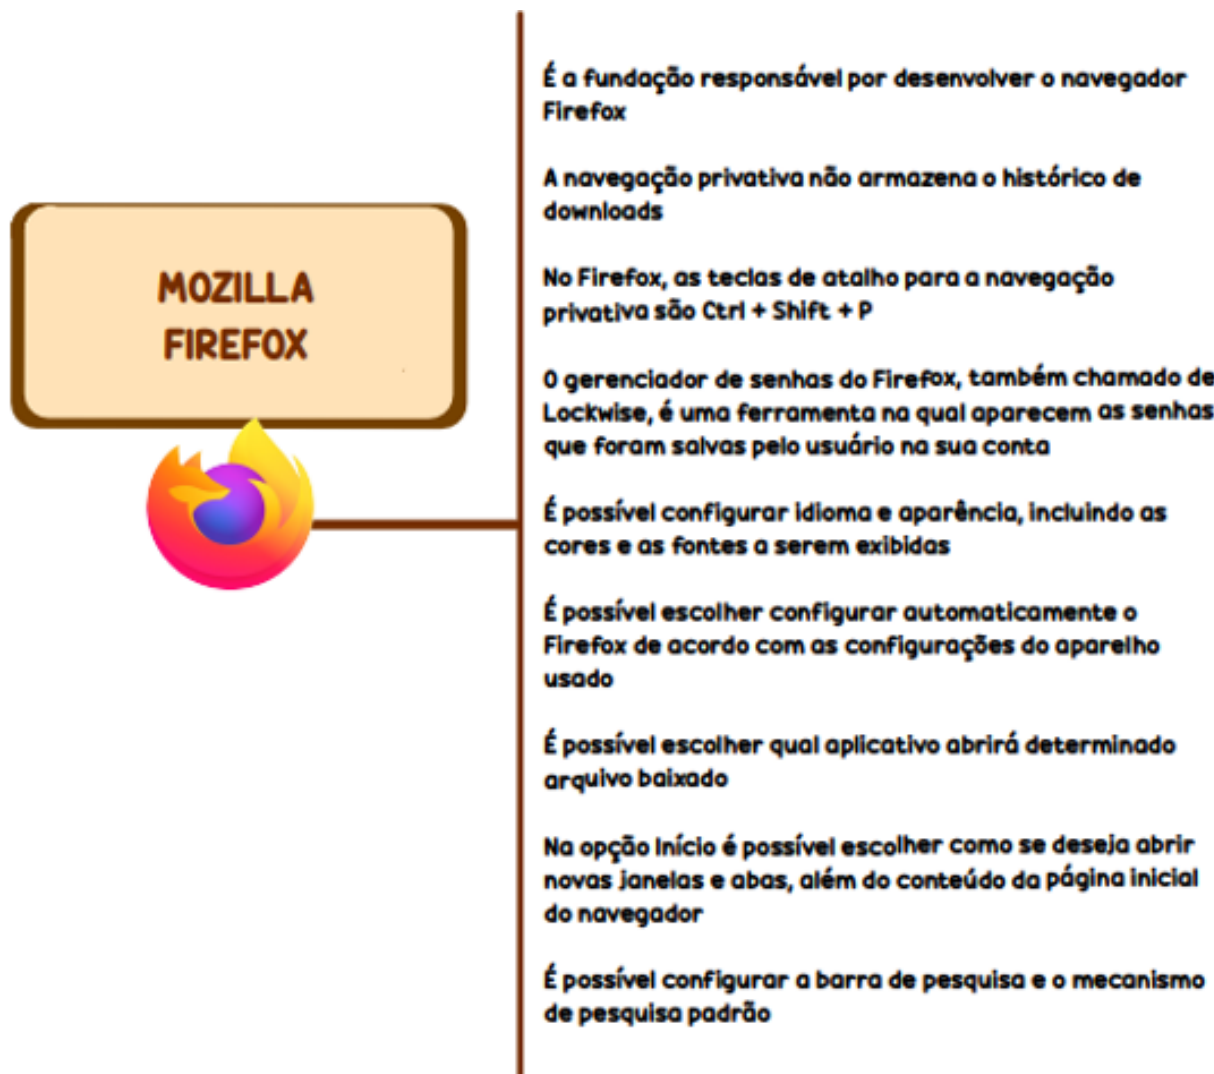 MOZILLA
FIREFOX
É a fundação responsável por desenvolver o navegador
Firefox
A navegação privativa não armazena o histórico de
downloads
No Firefox, as teclas de atalho para a navegação
privativa são Ctrl + Shift + P
O gerenciador de senhas do Firefox, também chamado de
Lockwise, é uma ferramenta na qual aparecem as senhas
que foram salvas pelo usuário na sua conta
É possível configurar idioma e aparência, incluindo as
cores e as fontes a serem exibidas
É possível escolher configurar automaticamente o
Firefox de acordo com as configurações do aparelho
usado
É possível escolher qual aplicativo abrirá determinado
arquivo baixado
Na opção Início é possível escolher como se deseja abrir
novas janelas e abas, além do conteúdo da página inicial
do navegador
É possível configurar a barra de pesquisa e o mecanismo
de pesquisa padrão